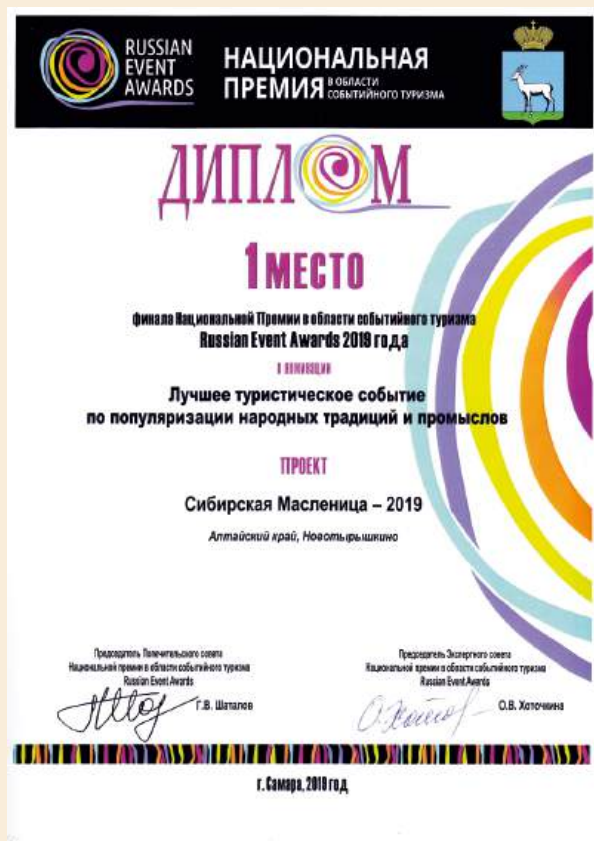 RUSSIAN
EVENT
AWARDS
НАЦИОНАЛЬНАЯ
ПРЕМИЯ В ОБЛАСТИ
СОБЫТИЙНОГО ТУРИЗМА
ДИПЛОМ
1 МЕСТО
финала Национальной Премии в области событийного туризма
Russian Event Awards 2019 года
в номинации
Лучшее туристическое событие
по популяризации народных традиций и промыслов
ПРОЕКТ
Сибирская Масленица – 2019
Алтайский край, Новотырышкино
Председатель Попечительского совета
Национальной премии в области событийного туризма
Russian Event Awards
Г.В. Шаталов
Председатель Экспертного совета
Национальной премии в области событийного туризма
Russian Event Awards
О.В. Хоточкина
г. Самара, 2019 год